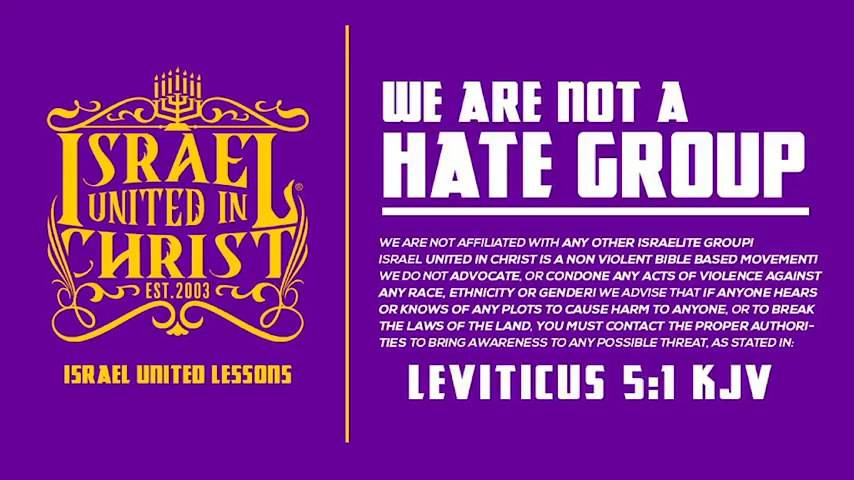 ISRAEL
UNITED IN
CHRIST
®
EST.2003
ISRAEL UNITED LESSONS
WE ARE NOT A
HATE GROUP
WE ARE NOT AFFILIATED WITH ANY OTHER ISRAELITE GROUP!
ISRAEL UNITED IN CHRIST IS A NON VIOLENT BIBLE BASED MOVEMENT!
WE DO NOT ADVOCATE, OR CONDONE ANY ACTS OF VIOLENCE AGAINST
ANY RACE, ETHNICITY OR GENDER! WE ADVISE THAT IF ANYONE HEARS
OR KNOWS OF ANY PLOTS TO CAUSE HARM TO ANYONE, OR TO BREAK
THE LAWS OF THE LAND, YOU MUST CONTACT THE PROPER AUTHORI-
TIES TO BRING AWARENESS TO ANY POSSIBLE THREAT, AS STATED IN:
LEVITICUS 5:1 KJV